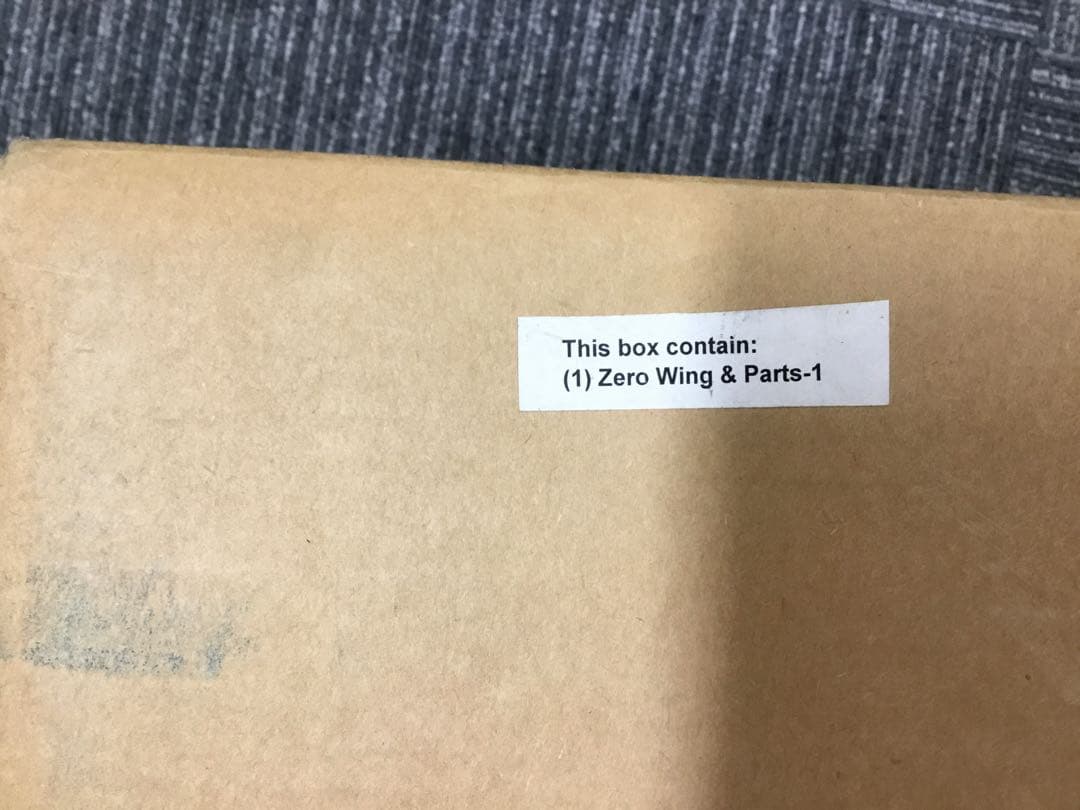 This box contain:
(1) Zero Wing & Parts-1